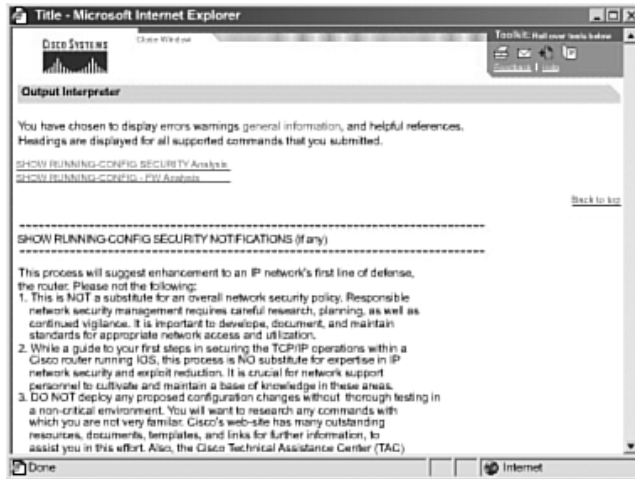 Title - Microsoft Internet Explorer
CISCO SYSTEMS
Close Window
Toolkit: Roll over tools below
Feedback | Help
Output Interpreter
You have chosen to display errors warnings general information, and helpful references.
Headings are displayed for all supported commands that you submitted.
SHOW RUNNING-CONFIG SECURITY Analysis
SHOW RUNNING-CONFIG - FW Analysis
Back to top
SHOW RUNNING-CONFIG SECURITY NOTIFICATIONS (if any)
This process will suggest enhancement to an IP network's first line of defense,
the router. Please not the following:
1. This is NOT a substitute for an overall network security policy. Responsible
network security management requires careful research, planning, as well as
continued vigilance. It is important to develope, document, and maintain
standards for appropriate network access and utilization.
2. While a guide to your first steps in securing the TCP/IP operations within a
Cisco router running IOS, this process is NO substitute for expertise in IP
network security and exploit reduction. It is crucial for network support
personnel to cultivate and maintain a base of knowledge in these areas.
3. DO NOT deploy any proposed configuration changes without thorough testing in
a non-critical environment. You will want to research any commands with
which you are not very familar. Cisco's web-site has many outstanding
resources, documents, templates, and links for further information, to
assist you in this effort. Also, the Cisco Technical Assistance Center (TAC)
Done
Internet